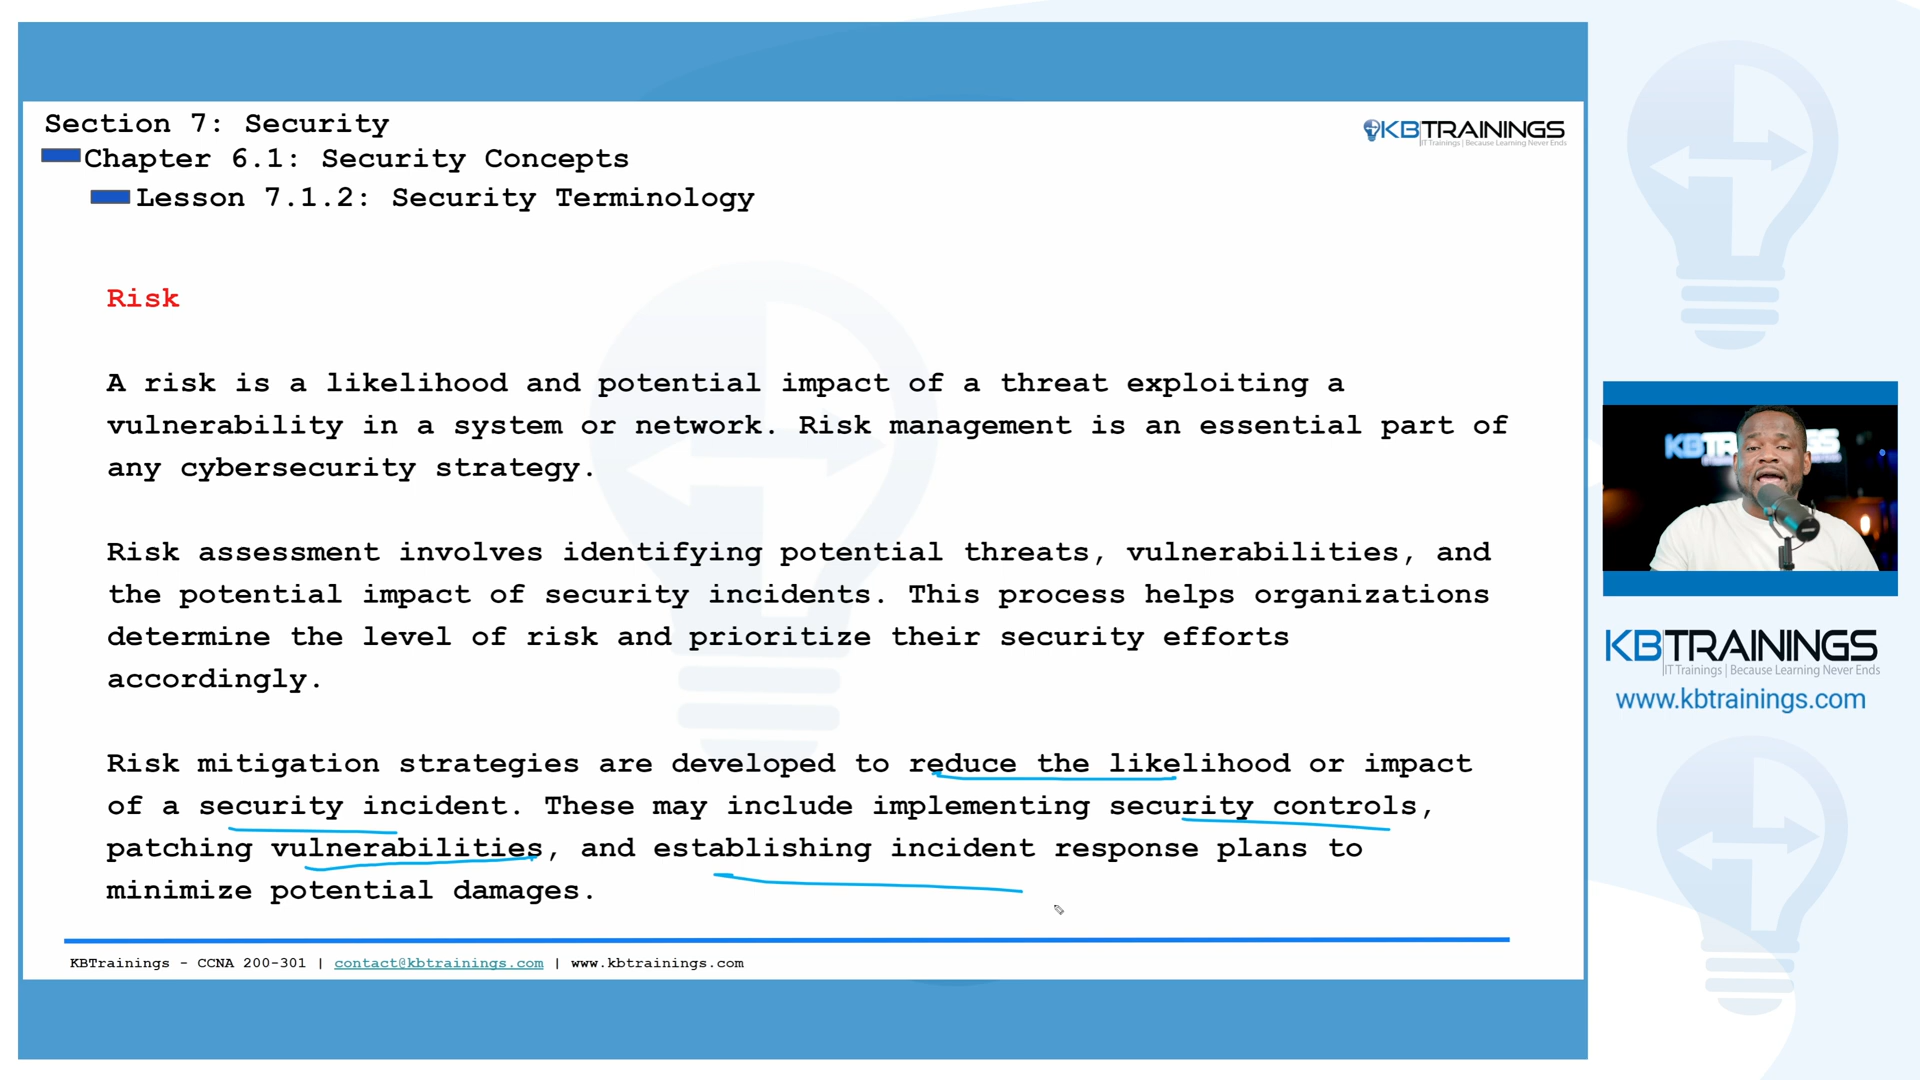 Section 7: Security
Chapter 6.1: Security Concepts
Lesson 7.1.2: Security Terminology
KBTRAININGS
IT Trainings | Because Learning Never Ends
Risk
A risk is a likelihood and potential impact of a threat exploiting a
vulnerability in a system or network. Risk management is an essential part of
any cybersecurity strategy.
Risk assessment involves identifying potential threats, vulnerabilities, and
the potential impact of security incidents. This process helps organizations
determine the level of risk and prioritize their security efforts
accordingly.
Risk mitigation strategies are developed to reduce the likelihood or impact
of a security incident. These may include implementing security controls,
patching vulnerabilities, and establishing incident response plans to
minimize potential damages.
KBTrainings - CCNA 200-301 | contact@kbtrainings.com | www.kbtrainings.com
KBTRAININGS
IT Trainings | Because Learning Never Ends
www.kbtrainings.com